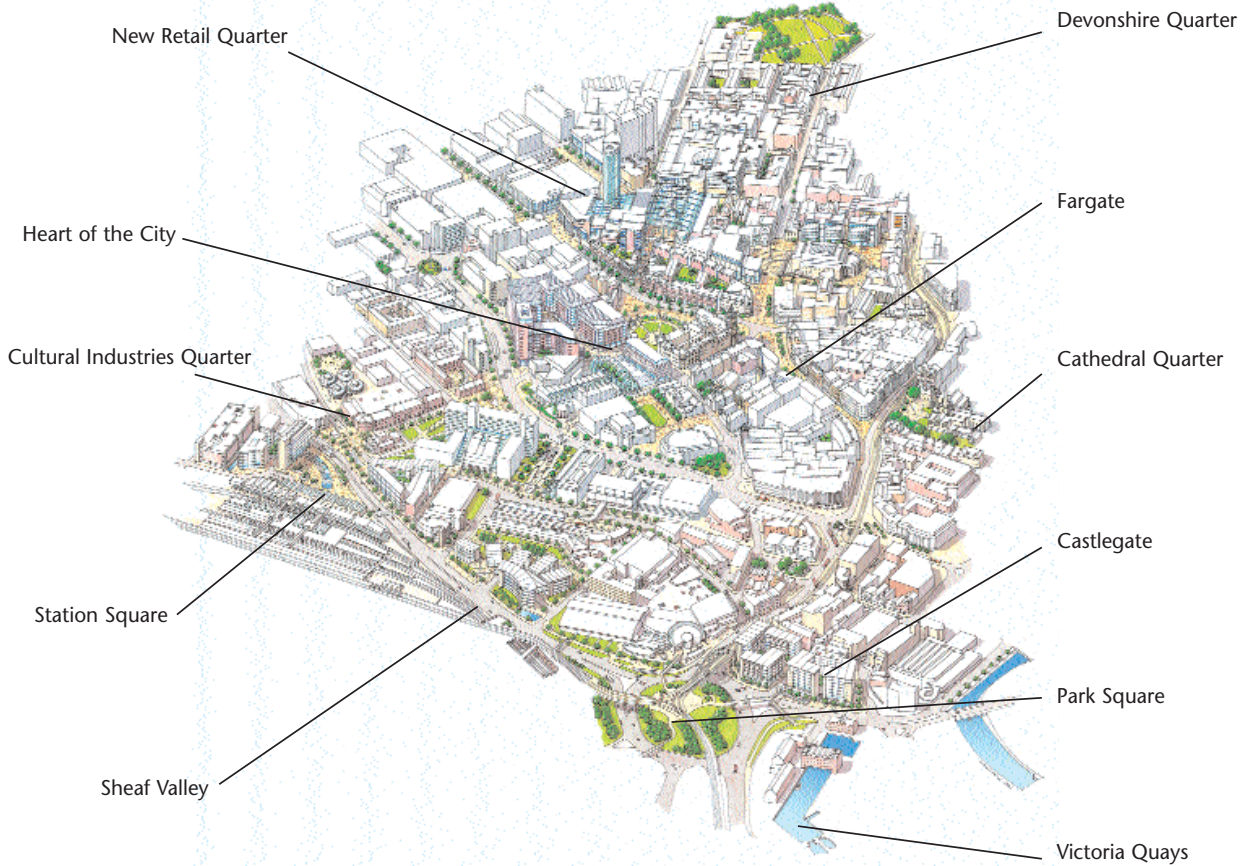 New Retail Quarter
Devonshire Quarter
Fargate
Heart of the City
Cultural Industries Quarter
Cathedral Quarter
Castlegate
Station Square
Park Square
Sheaf Valley
Victoria Quays